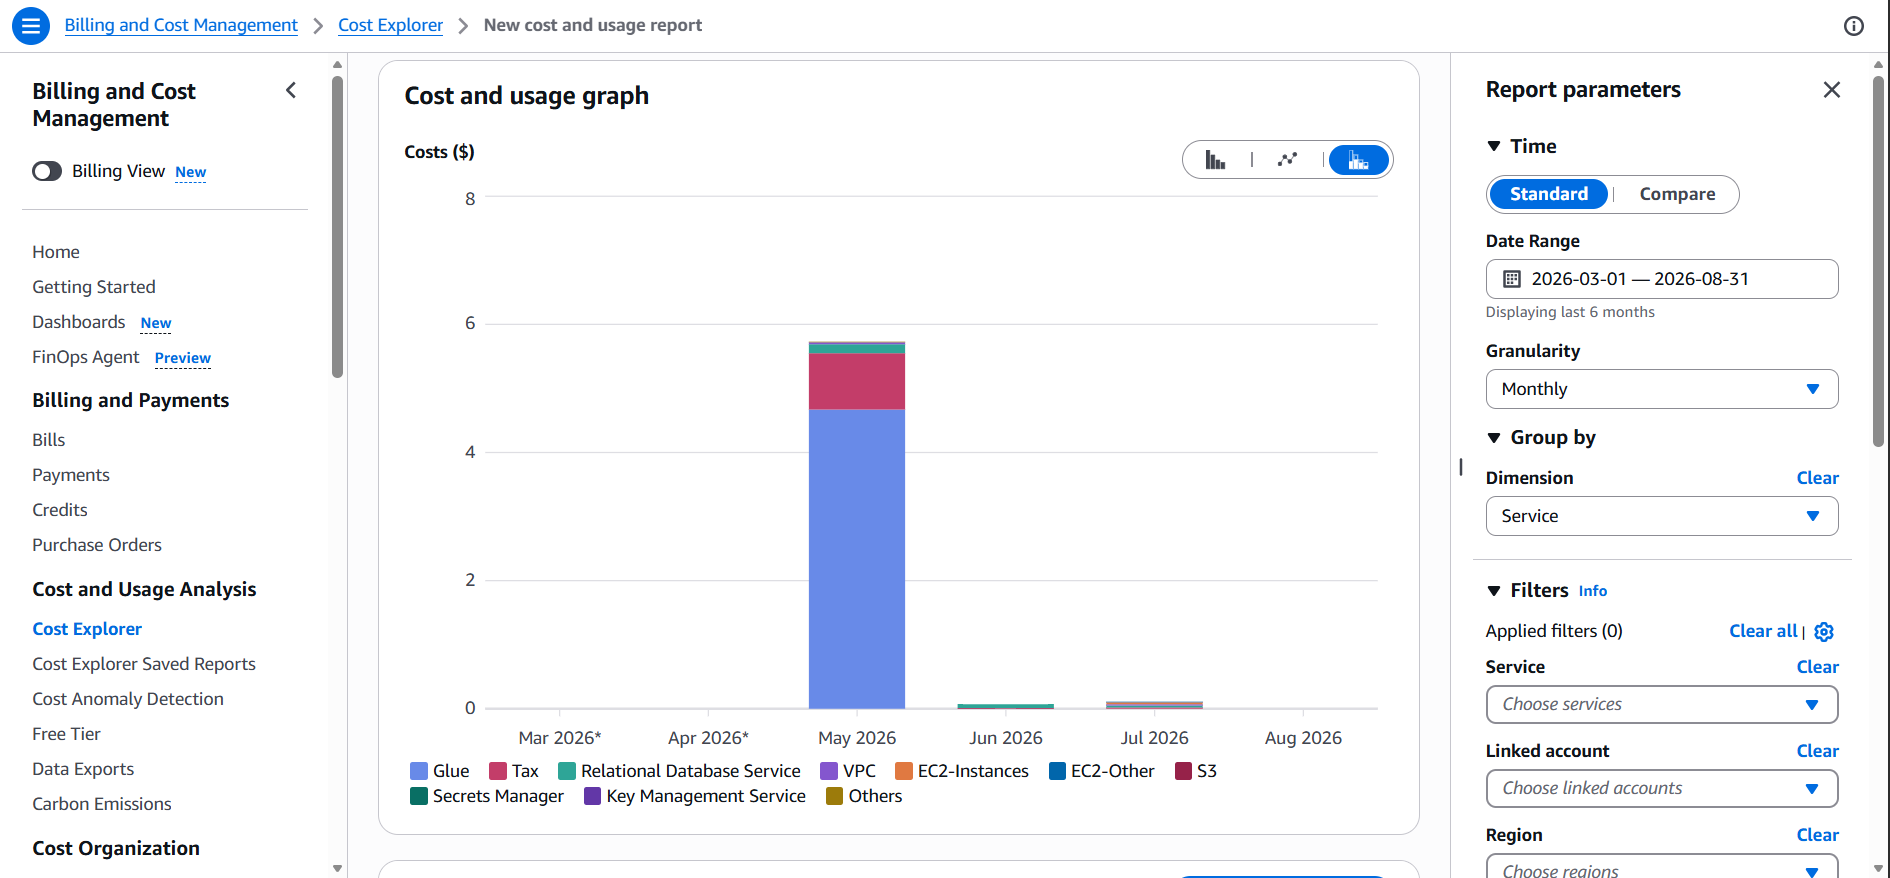 Billing and Cost Management > Cost Explorer > New cost and usage report
Billing and Cost
Management
Billing View New
Home
Getting Started
Dashboards New
FinOps Agent Preview
Billing and Payments
Bills
Payments
Credits
Purchase Orders
Cost and Usage Analysis
Cost Explorer
Cost Explorer Saved Reports
Cost Anomaly Detection
Free Tier
Data Exports
Carbon Emissions
Cost Organization
Cost and usage graph
Costs ($)
8
6
4
2
0
Mar 2026* Apr 2026* May 2026 Jun 2026 Jul 2026 Aug 2026
Glue Tax Relational Database Service VPC EC2-Instances EC2-Other S3
Secrets Manager Key Management Service Others
Report parameters
Time
Standard | Compare
Date Range
2026-03-01 — 2026-08-31
Displaying last 6 months
Granularity
Monthly
Group by
Dimension Clear
Service
Filters Info
Applied filters (0) Clear all |
Service Clear
Choose services
Linked account Clear
Choose linked accounts
Region Clear
Choose regions